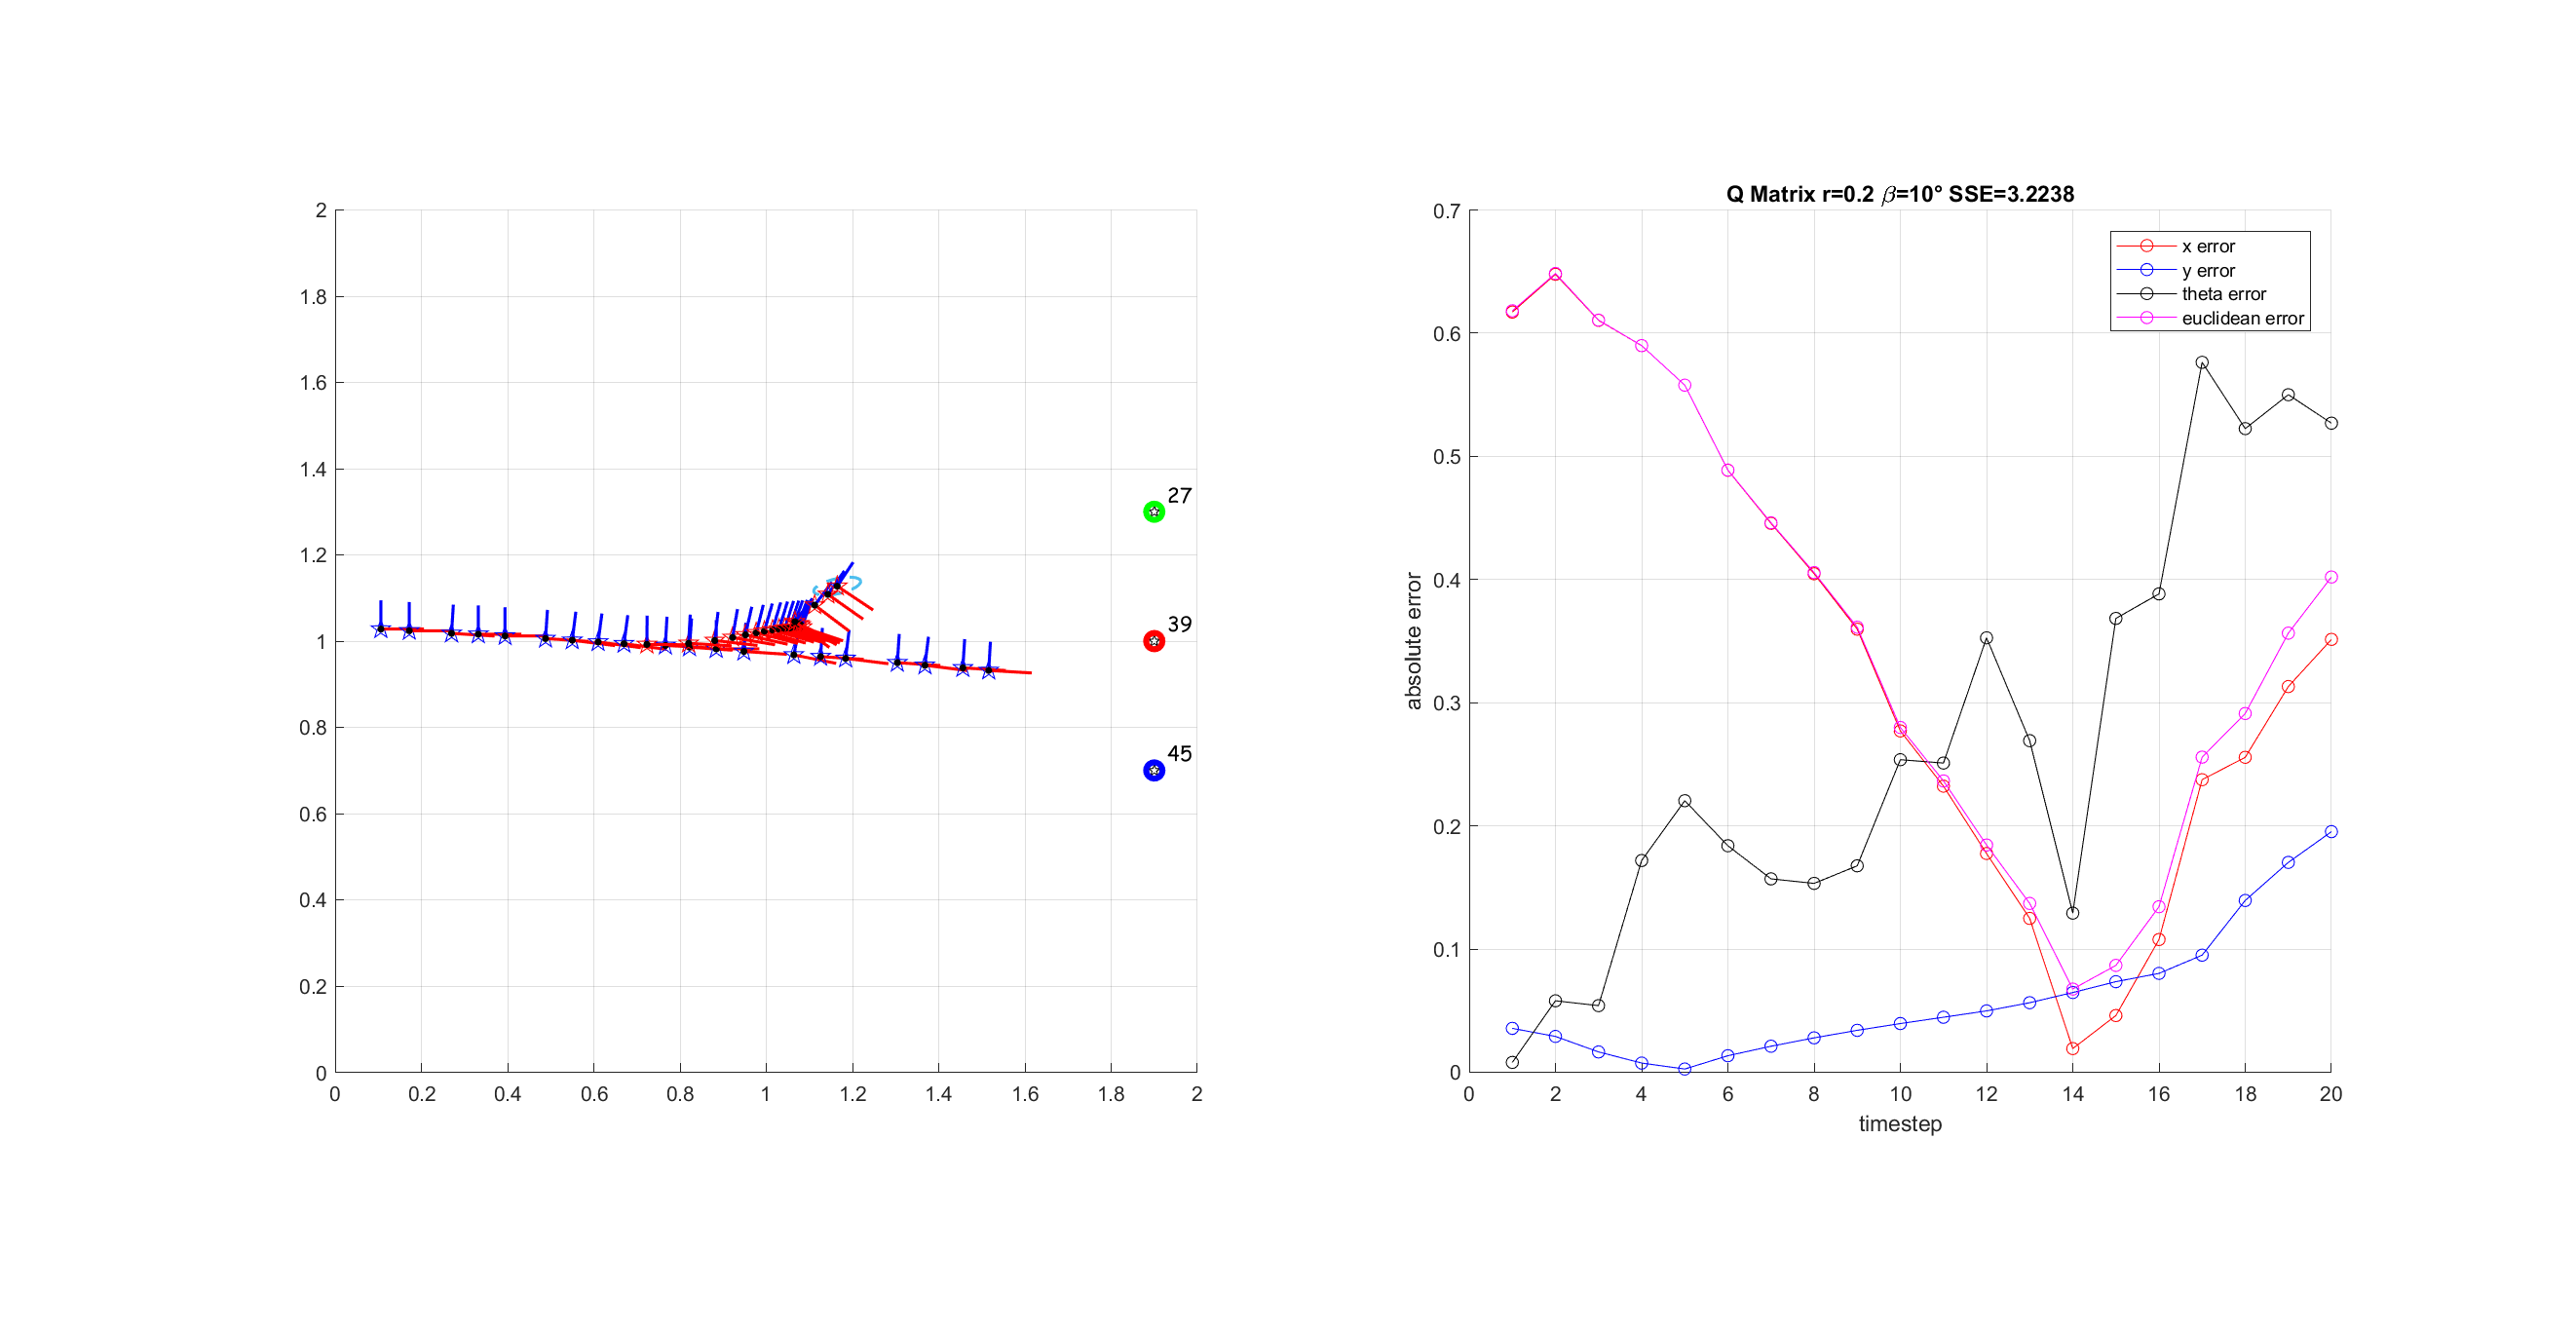 2
1.8
1.6
1.4
1.2
1
0.8
0.6
0.4
0.2
0
0 0.2 0.4 0.6 0.8 1 1.2 1.4 1.6 1.8 2
27
39
45
Q Matrix r=0.2 β=10° SSE=3.2238
0.7
0.6
0.5
0.4
0.3
0.2
0.1
0
absolute error
x error
y error
theta error
euclidean error
0 2 4 6 8 10 12 14 16 18 20
timestep